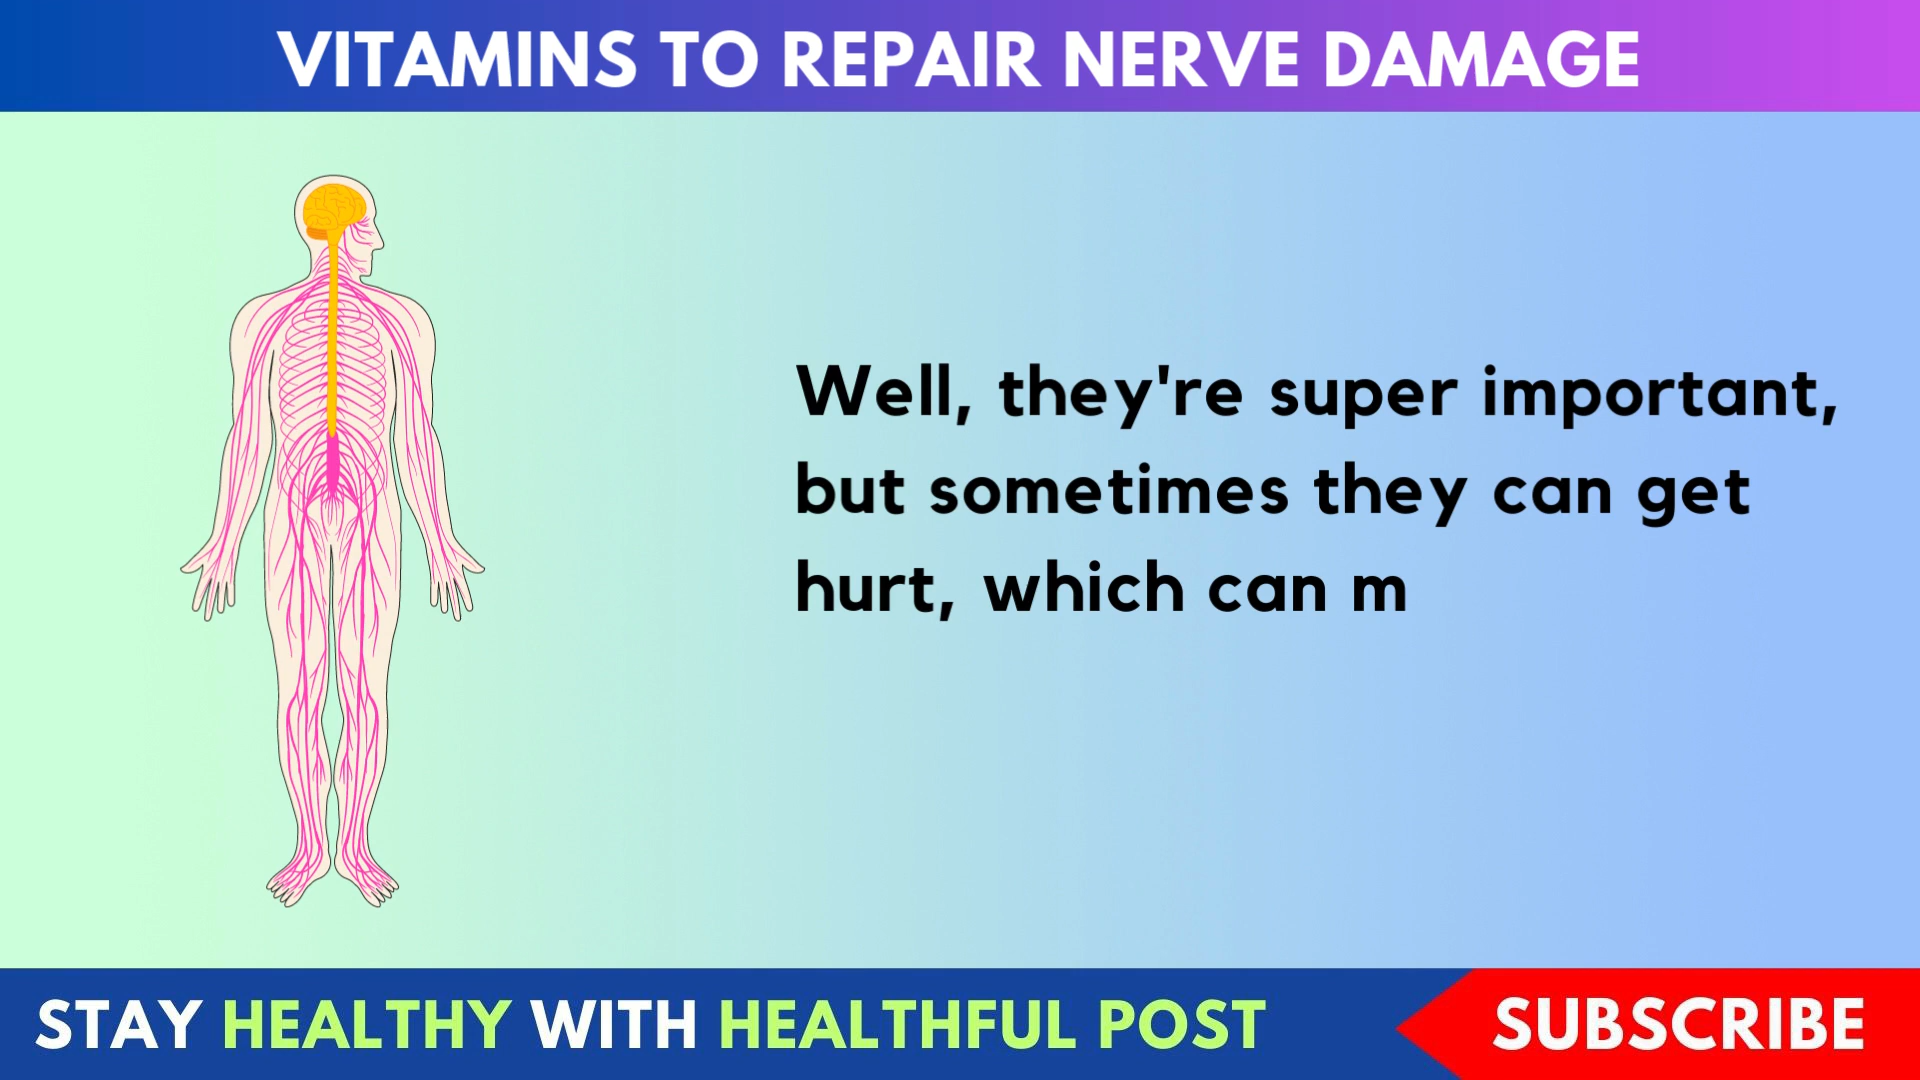 VITAMINS TO REPAIR NERVE DAMAGE
Well, they're super important,
but sometimes they can get
hurt, which can m
STAY HEALTHY WITH HEALTHFUL POST
SUBSCRIBE